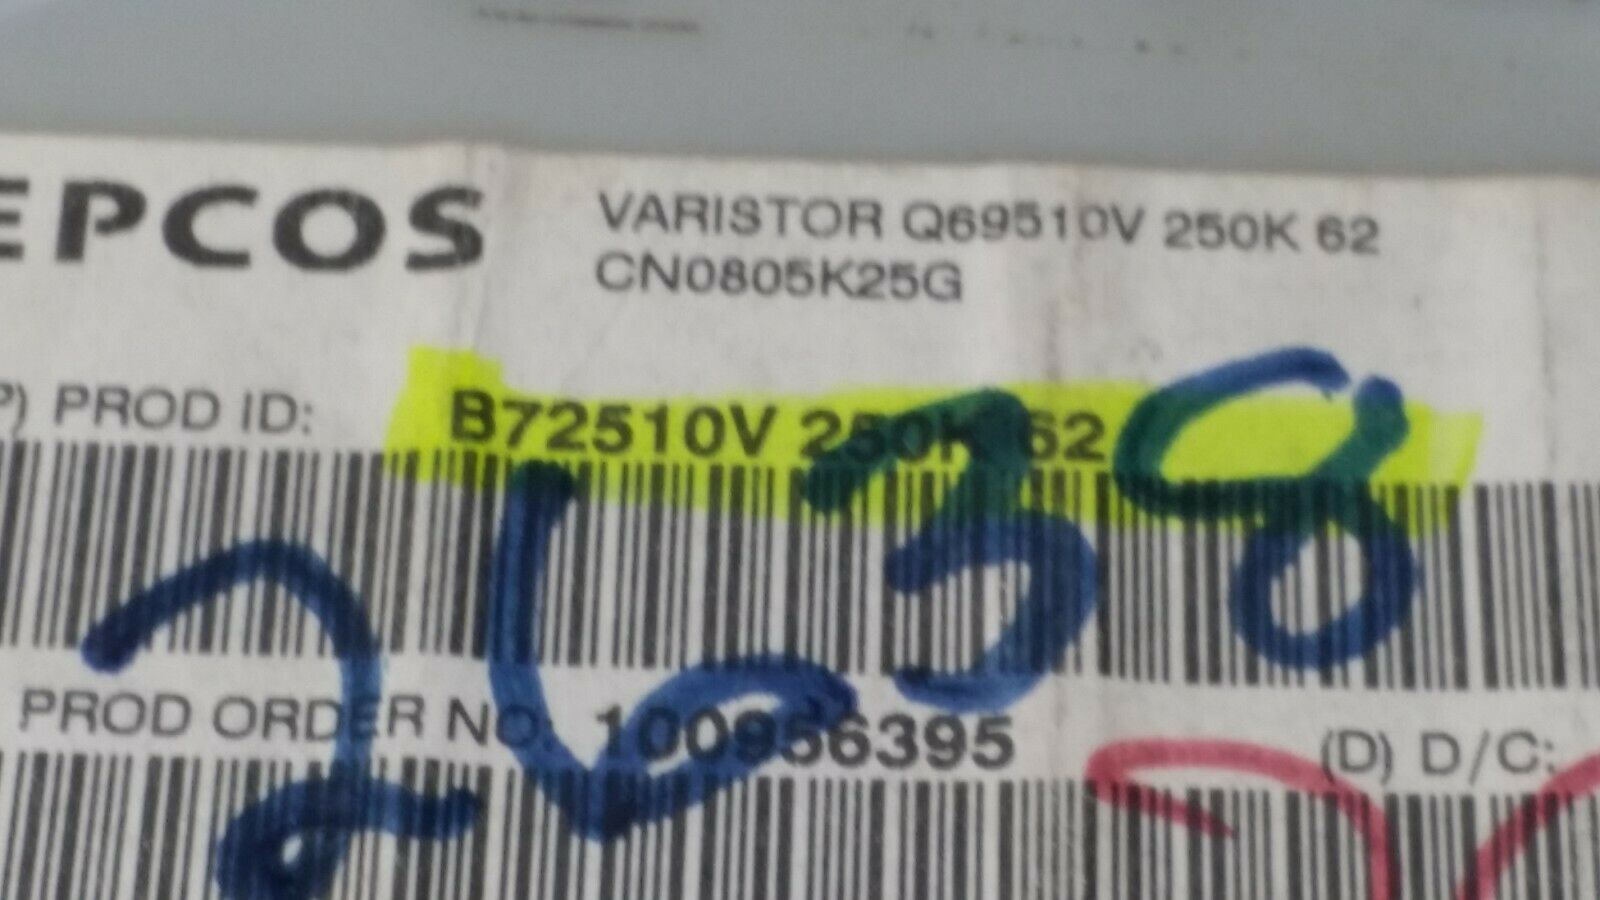 EPCOS
VARISTOR Q69510V 250K 62
CN0805K25G
P) PROD ID: B72510V 250K 62
2638
PROD ORDER NO: 100956395
(D) D/C: